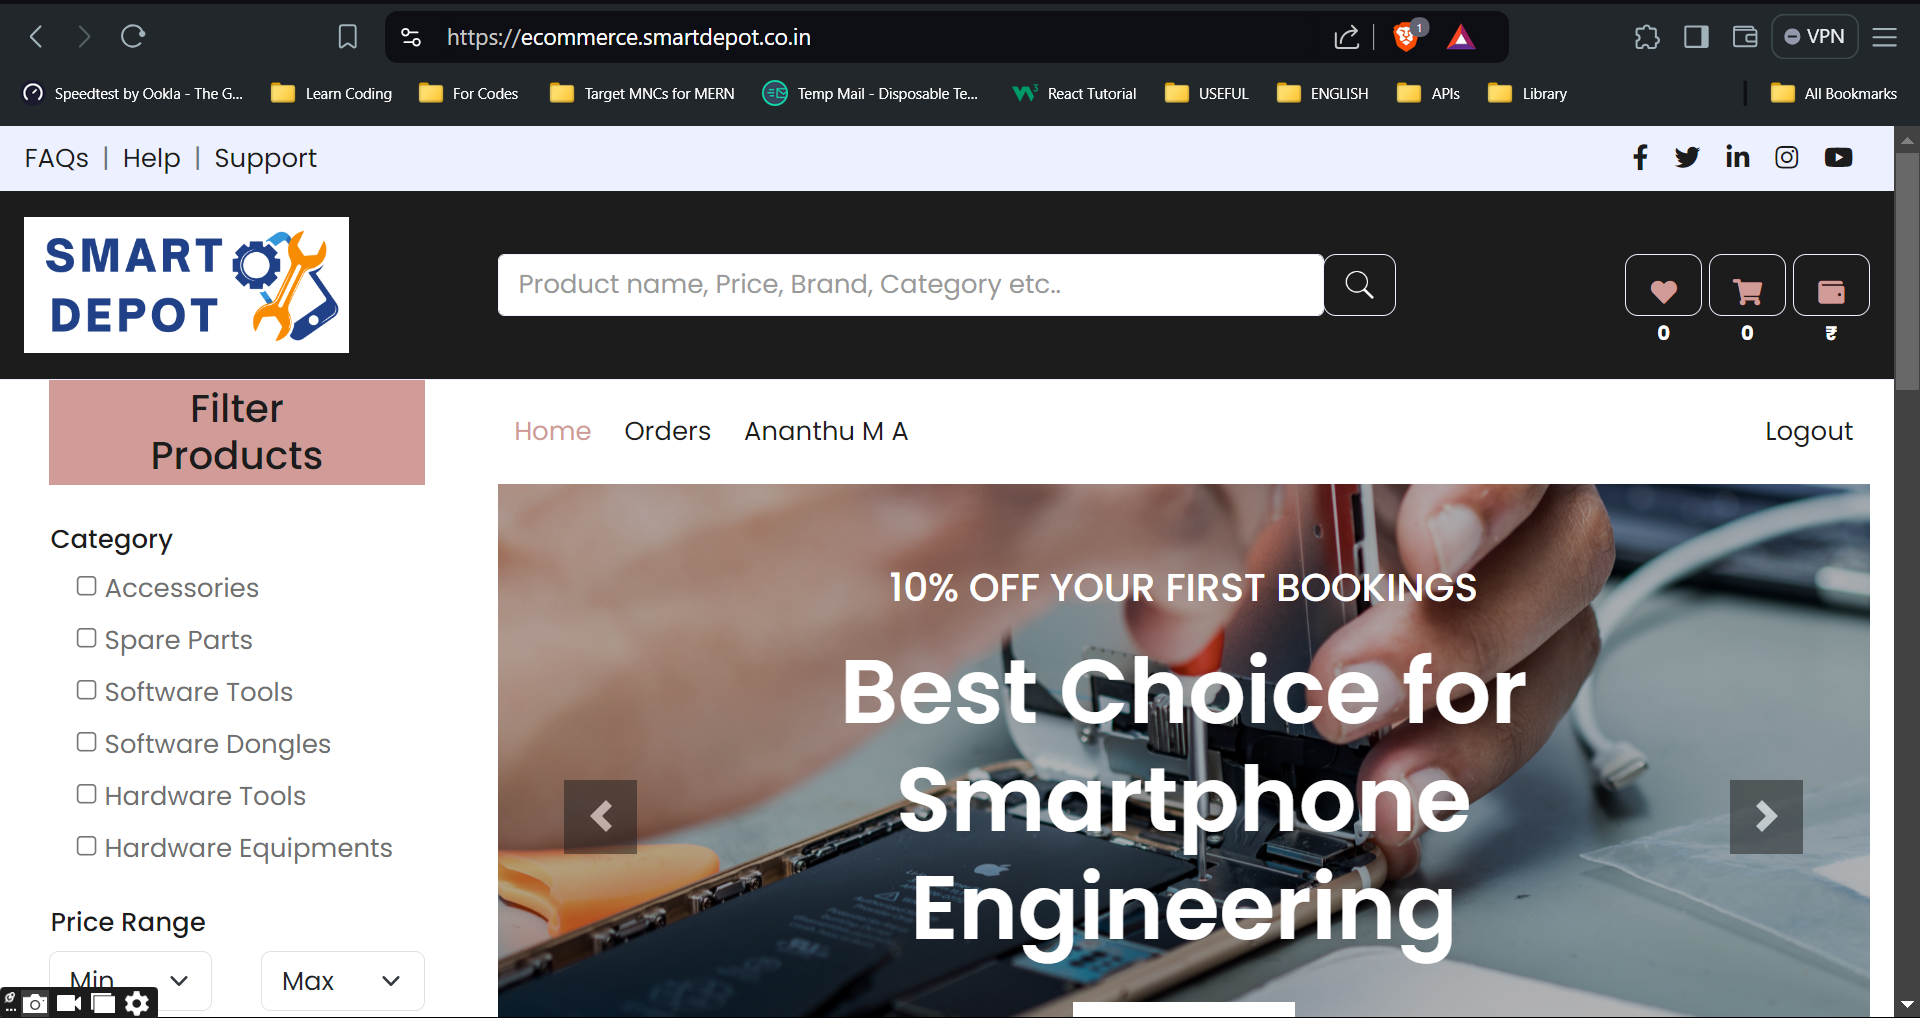 https://ecommerce.smartdepot.co.in
1
VPN
Speedtest by Ookla - The G...
Learn Coding
For Codes
Target MNCs for MERN
Temp Mail - Disposable Te...
React Tutorial
USEFUL
ENGLISH
APIs
Library
All Bookmarks
FAQs | Help | Support
SMART
DEPOT
Product name, Price, Brand, Category etc..
0
0
₹
Filter
Products
Home
Orders
Ananthu M A
Logout
Category
Accessories
Spare Parts
Software Tools
Software Dongles
Hardware Tools
Hardware Equipments
Price Range
Min
Max
10% OFF YOUR FIRST BOOKINGS
Best Choice for
Smartphone
Engineering